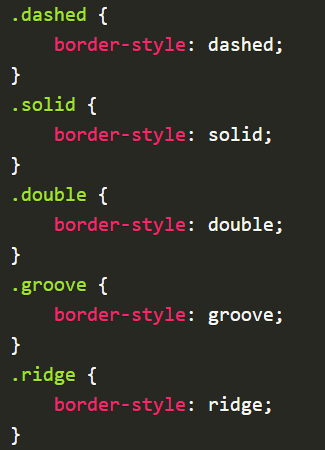 .dashed {
    border-style: dashed;
}
.solid {
    border-style: solid;
}
.double {
    border-style: double;
}
.groove {
    border-style: groove;
}
.ridge {
    border-style: ridge;
}